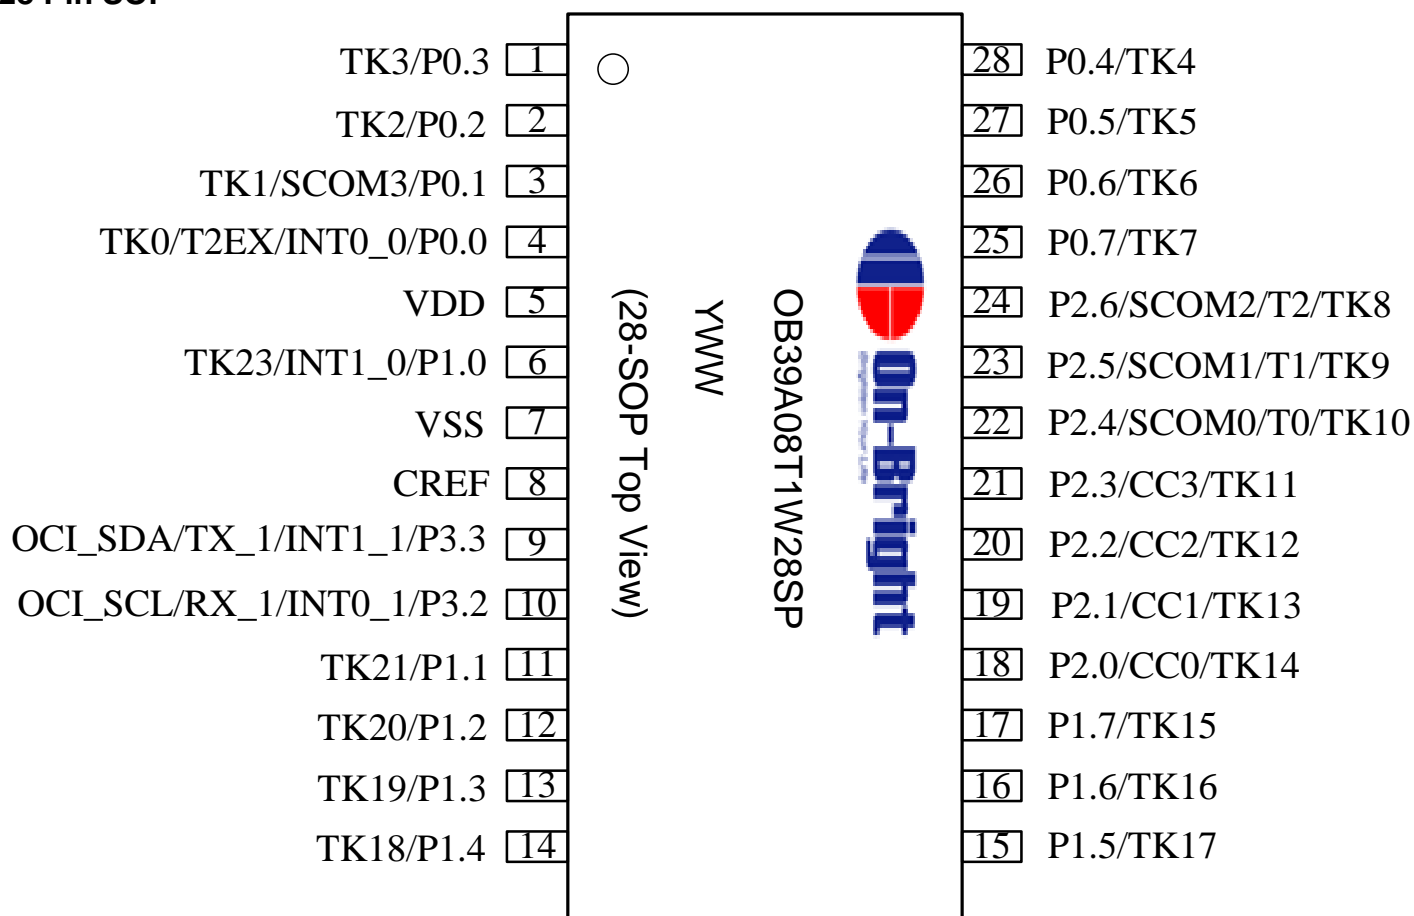 28 Pin SOP
TK3/P0.3 1
TK2/P0.2 2
TK1/SCOM3/P0.1 3
TK0/T2EX/INT0_0/P0.0 4
VDD 5
TK23/INT1_0/P1.0 6
VSS 7
CREF 8
OCI_SDA/TX_1/INT1_1/P3.3 9
OCI_SCL/RX_1/INT0_1/P3.2 10
TK21/P1.1 11
TK20/P1.2 12
TK19/P1.3 13
TK18/P1.4 14
On-Bright
OB39A08T1W28SP
YWW
(28-SOP Top View)
28 P0.4/TK4
27 P0.5/TK5
26 P0.6/TK6
25 P0.7/TK7
24 P2.6/SCOM2/T2/TK8
23 P2.5/SCOM1/T1/TK9
22 P2.4/SCOM0/T0/TK10
21 P2.3/CC3/TK11
20 P2.2/CC2/TK12
19 P2.1/CC1/TK13
18 P2.0/CC0/TK14
17 P1.7/TK15
16 P1.6/TK16
15 P1.5/TK17